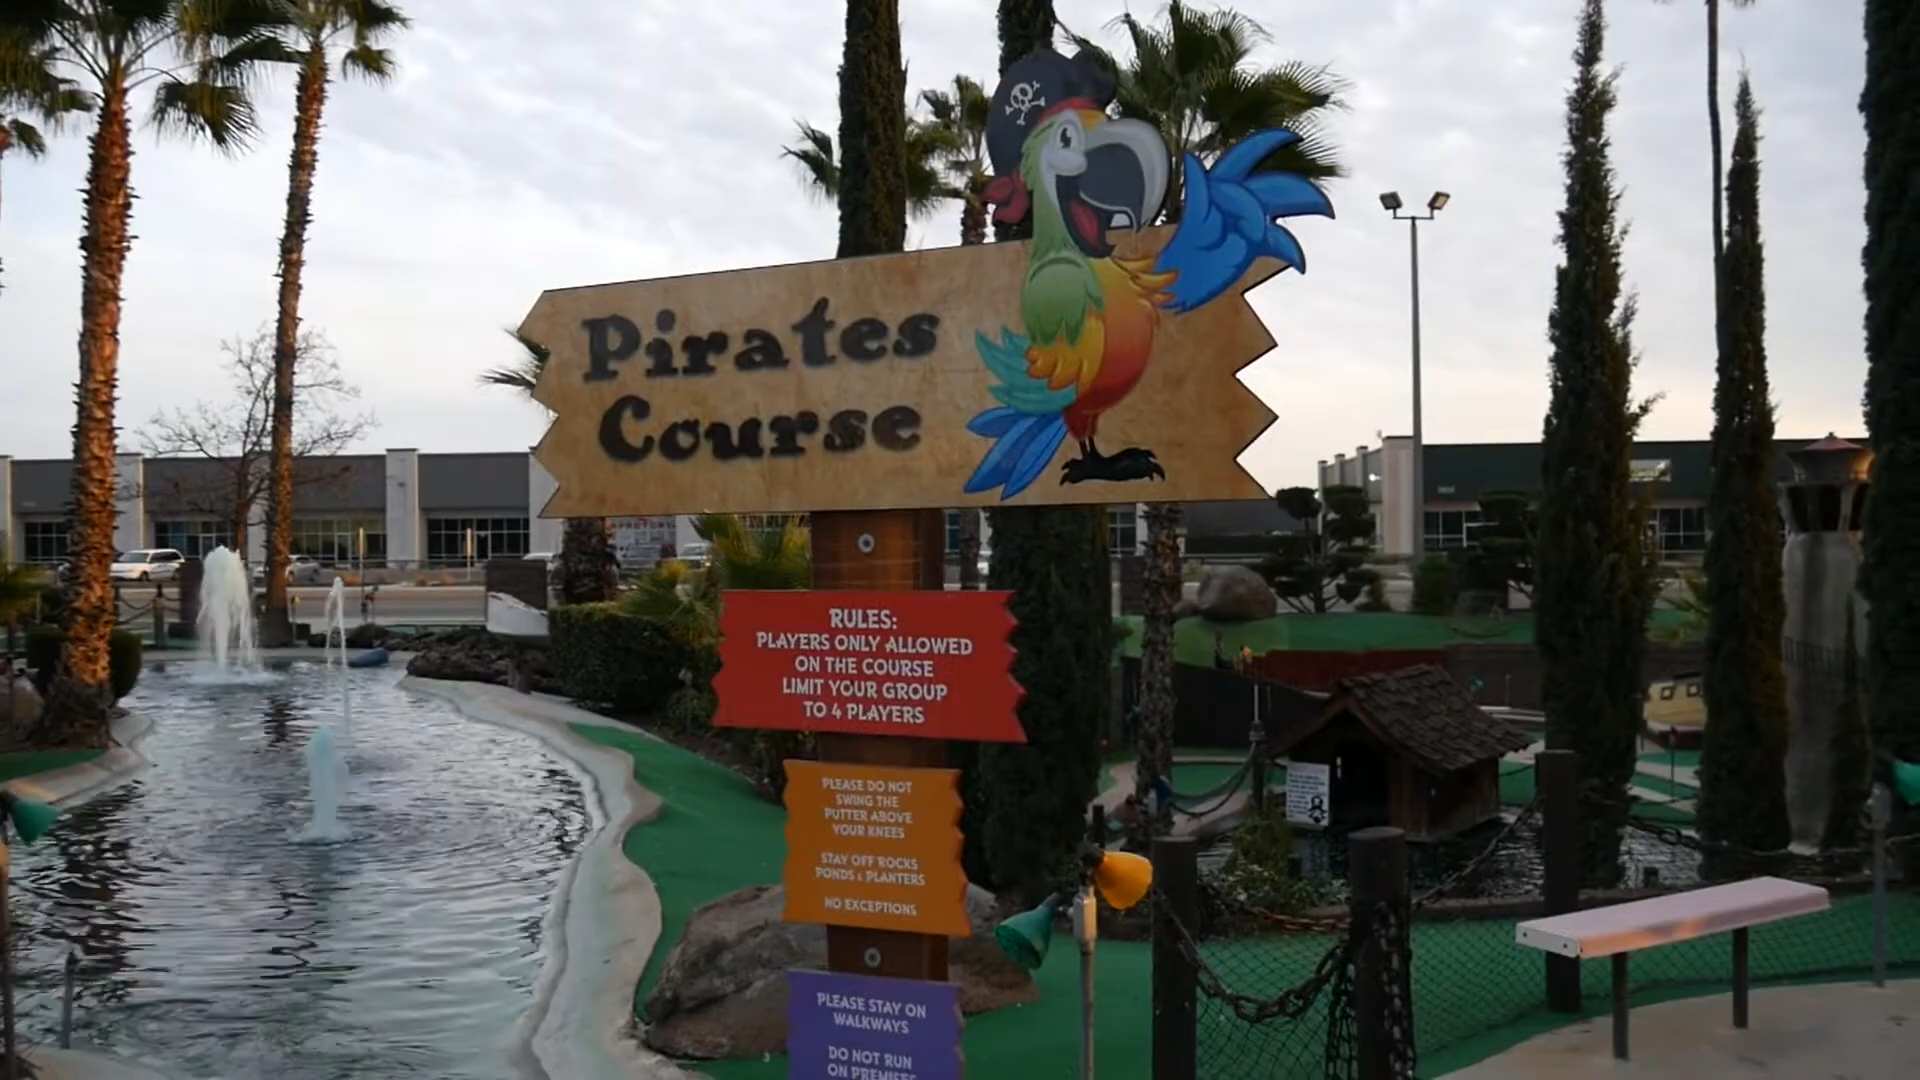 Pirates
Course
RULES:
PLAYERS ONLY ALLOWED
ON THE COURSE
LIMIT YOUR GROUP
TO 4 PLAYERS
PLEASE DO NOT
SWING THE
PUTTER ABOVE
YOUR KNEES
STAY OFF ROCKS
PONDS & PLANTERS
NO EXCEPTIONS
PLEASE STAY ON
WALKWAYS
DO NOT RUN
ON PREMISES